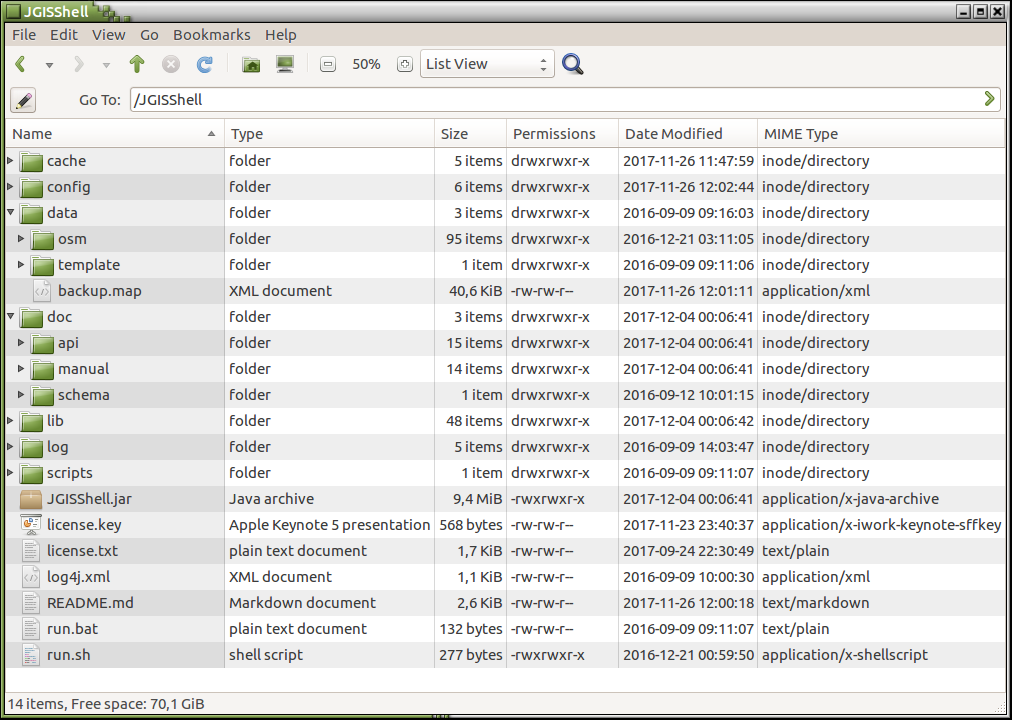 JGISShell
File Edit View Go Bookmarks Help
50% List View
Go To: /JGISShell
Name Type Size Permissions Date Modified MIME Type
cache folder 5 items drwxrwxr-x 2017-11-26 11:47:59 inode/directory
config folder 6 items drwxrwxr-x 2017-11-26 12:02:44 inode/directory
data folder 3 items drwxrwxr-x 2016-09-09 09:16:03 inode/directory
osm folder 95 items drwxrwxr-x 2016-12-21 03:11:05 inode/directory
template folder 1 item drwxrwxr-x 2016-09-09 09:11:06 inode/directory
backup.map XML document 40,6 KiB -rw-rw-r-- 2017-11-26 12:01:11 application/xml
doc folder 3 items drwxrwxr-x 2017-12-04 00:06:41 inode/directory
api folder 15 items drwxrwxr-x 2017-12-04 00:06:41 inode/directory
manual folder 14 items drwxrwxr-x 2017-12-04 00:06:41 inode/directory
schema folder 1 item drwxrwxr-x 2016-09-12 10:01:15 inode/directory
lib folder 48 items drwxrwxr-x 2017-12-04 00:06:42 inode/directory
log folder 5 items drwxrwxr-x 2016-09-09 14:03:47 inode/directory
scripts folder 1 item drwxrwxr-x 2016-09-09 09:11:07 inode/directory
JGISShell.jar Java archive 9,4 MiB -rwxrwxr-x 2017-12-04 00:06:41 application/x-java-archive
license.key Apple Keynote 5 presentation 568 bytes -rw-rw-r-- 2017-11-23 23:40:37 application/x-iwork-keynote-sffkey
license.txt plain text document 1,7 KiB -rw-rw-r-- 2017-09-24 22:30:49 text/plain
log4j.xml XML document 1,1 KiB -rw-rw-r-- 2016-09-09 10:00:30 application/xml
README.md Markdown document 2,6 KiB -rw-rw-r-- 2017-11-26 12:00:18 text/markdown
run.bat plain text document 132 bytes -rw-rw-r-- 2016-09-09 09:11:07 text/plain
run.sh shell script 277 bytes -rwxrwxr-x 2016-12-21 00:59:50 application/x-shellscript
14 items, Free space: 70,1 GiB